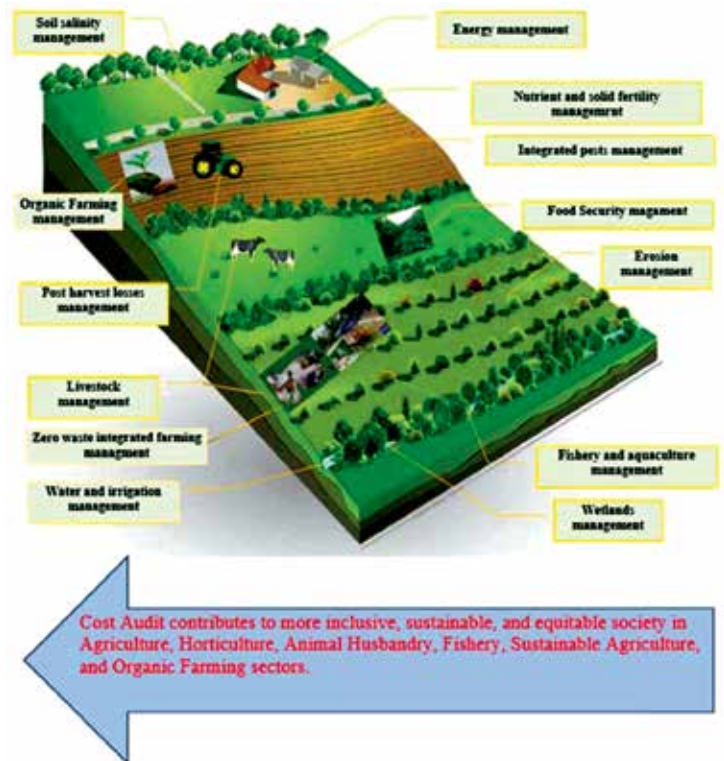 Soil salinity
management
Energy management
Nutrient and solid fertility
managemrnt
Integrated pests management
Organic Farming
management
Food Security magament
Erosion
management
Post harvest losses
management
Livestock
management
Zero waste integrated farming
managment
Fishery and aquaculture
management
Water and irrigation
management
Wetlands
management
Cost Audit contributes to more inclusive, sustainable, and equitable society in
Agriculture, Horticulture, Animal Husbandry, Fishery, Sustainable Agriculture,
and Organic Farming sectors.